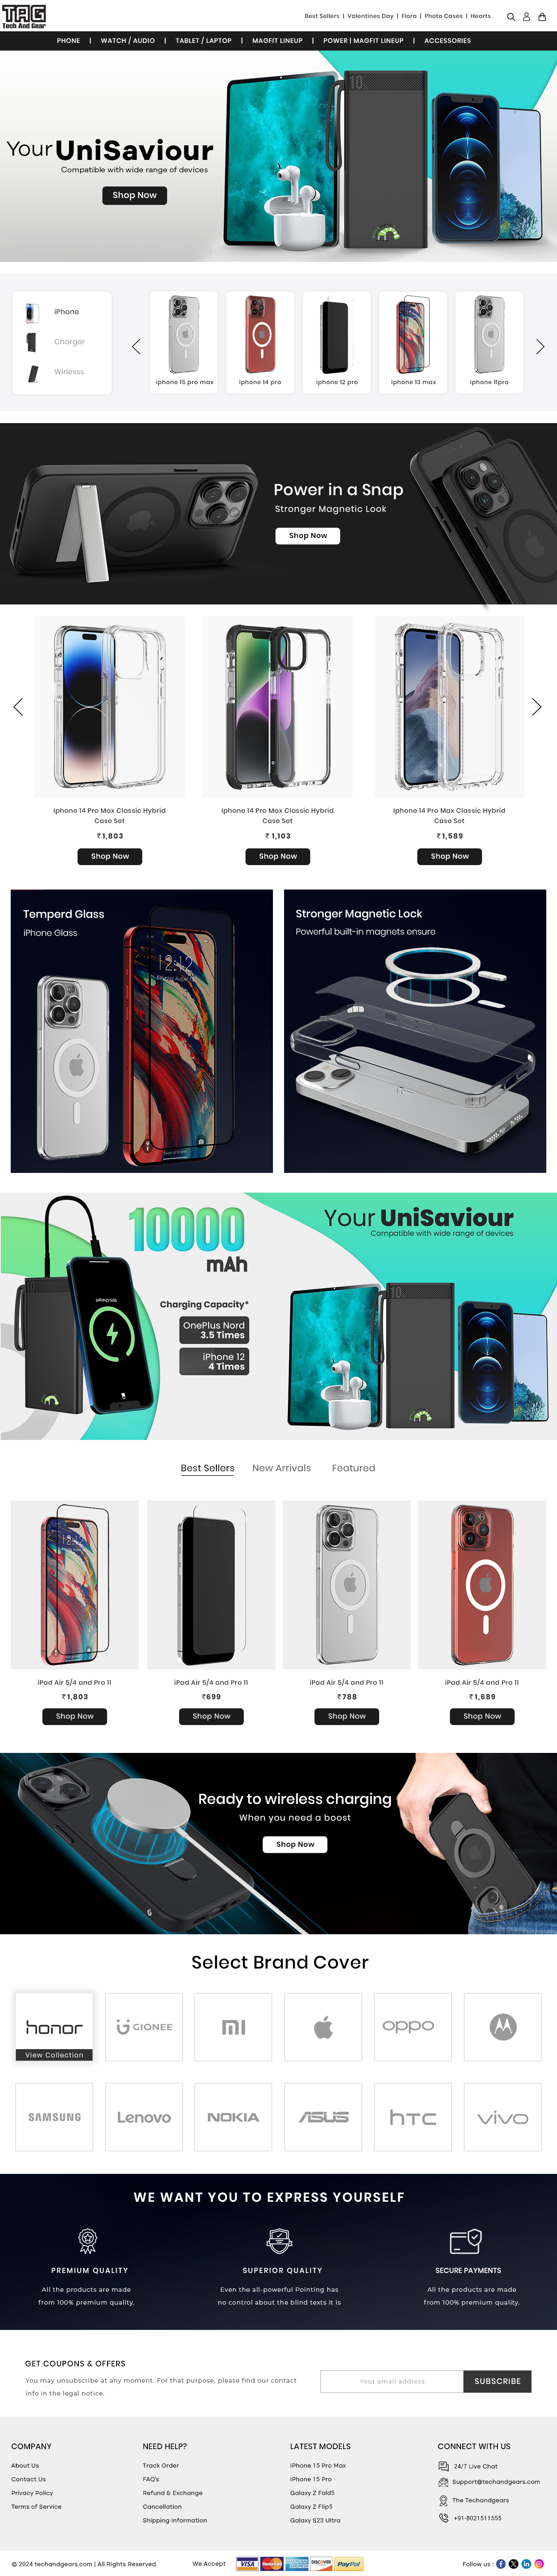 TAG
Tech And Gear
Best Sellers | Valentines Day | Flora | Photo Cases | Hearts
PHONE | WATCH / AUDIO | TABLET / LAPTOP | MAGFIT LINEUP | POWER | MAGFIT LINEUP | ACCESSORIES
Your UniSaviour
Compatible with wide range of devices
Shop Now
iPhone
Charger
Wirlesss
iphone 15 pro max
iphone 14 pro
iphone 12 pro
iphone 13 max
iphone 11pro
Power in a Snap
Stronger Magnetic Look
Shop Now
Iphone 14 Pro Max Classic Hybrid
Case Set
₹1,803
Shop Now
Iphone 14 Pro Max Classic Hybrid
Case Set
₹ 1,103
Shop Now
Iphone 14 Pro Max Classic Hybrid
Case Set
₹1,589
Shop Now
Temperd Glass
iPhone Glass
12:12
Stronger Magnetic Lock
Powerful built-in magnets ensure
10000
mAh
Charging Capacity*
OnePlus Nord
3.5 Times
iPhone 12
4 Times
Your UniSaviour
Compatible with wide range of devices
Best Sellers
New Arrivals
Featured
iPad Air 5/4 and Pro 11
₹1,803
Shop Now
iPad Air 5/4 and Pro 11
₹699
Shop Now
iPad Air 5/4 and Pro 11
₹788
Shop Now
iPad Air 5/4 and Pro 11
₹1,689
Shop Now
Ready to wireless charging
When you need a boost
Shop Now
Select Brand Cover
honor
View Collection
GIONEE
mi
oppo
SAMSUNG
Lenovo
NOKIA
ASUS
hTC
vivo
WE WANT YOU TO EXPRESS YOURSELF
PREMIUM QUALITY
All the products are made
from 100% premium quality.
SUPERIOR QUALITY
Even the all-powerful Pointing has
no control about the blind texts it is
SECURE PAYMENTS
All the products are made
from 100% premium quality.
GET COUPONS & OFFERS
You may unsubscribe at any moment. For that purpose, please find our contact
info in the legal notice.
Your email address
SUBSCRIBE
COMPANY
About Us
Contact Us
Privacy Policy
Terms of Service
NEED HELP?
Track Order
FAQ's
Refund & Exchange
Cancellation
Shipping Information
LATEST MODELS
iPhone 15 Pro Max
iPhone 15 Pro
Galaxy Z Fold5
Galaxy Z Flip5
Galaxy S23 Ultra
CONNECT WITH US
24/7 Live Chat
Support@techandgears.com
The Techandgears
+91-8021511555
© 2024 techandgears.com | All Rights Reserved
We Accept
VISA
MasterCard
DISCOVER
PayPal
Follow us :